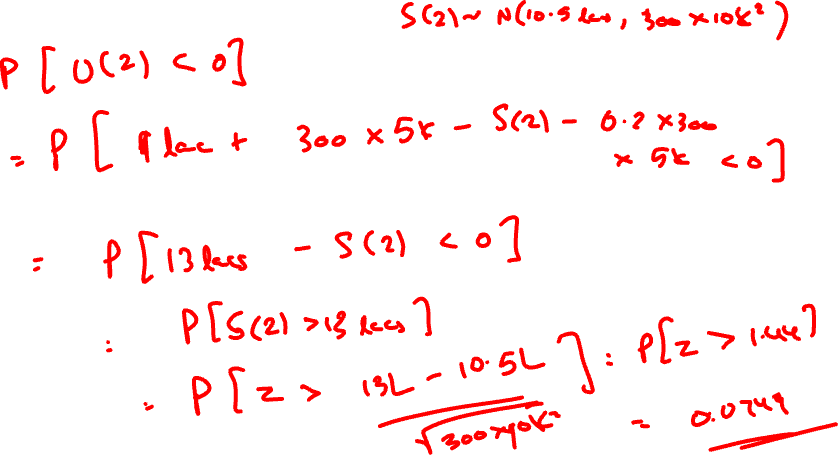 S(2) ~ N(10.5 lacs, 300 × 10K²)
P[U(2) < 0]
= P[1 lac + 300 × 5K - S(2) - 0.2 × 300
× 5K < 0]
= P[13 lacs - S(2) < 0]
: P[S(2) > 13 lacs]
: P[Z > (13L - 10.5L) / √(300×10K²)] : P[Z > 1.44]
= 0.0749